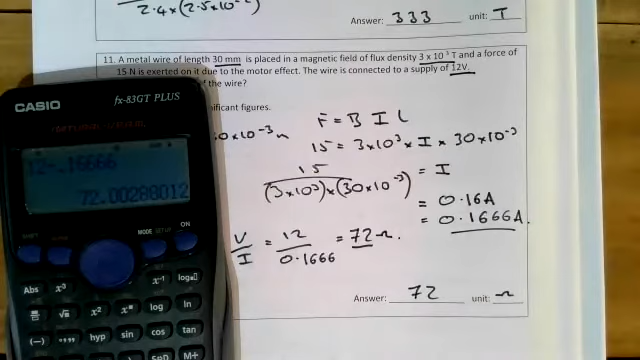 2.4×(2.5×10
Answer: 333 unit: T
11. A metal wire of length 30 mm is placed in a magnetic field of flux density 3 x 10³ T and a force of
15 N is exerted on it due to the motor effect. The wire is connected to a supply of 12V.
of the wire?
nificant figures.
0×10⁻³m
F = B I L
15 = 3×10³ × I × 30×10⁻³
15
(3×10³)×(30×10⁻³)
= I
= 0.16A
= 0.1666A.
V
I
= 12
0.1666
= 72Ω.
Answer: 72 unit: Ω
CASIO
fx-83GT PLUS
12÷.16666
72.00288012
SHIFT
MODE SETUP
ON
Abs x³ x⁻¹ log
√ x² log ln
(−) hyp sin cos tan
M+